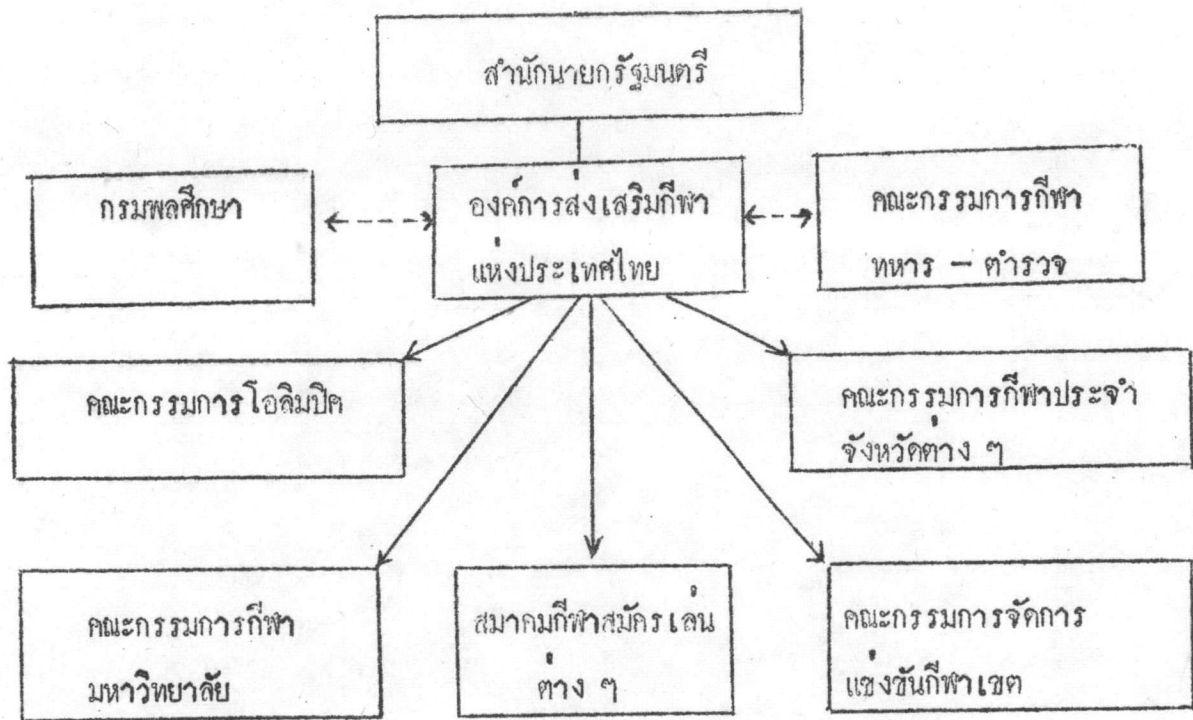 สำนักนายกรัฐมนตรี
กรมพลศึกษา
องค์การส่งเสริมกีฬา
แห่งประเทศไทย
คณะกรรมการกีฬา
ทหาร – ตำรวจ
คณะกรรมการโอลิมปิค
คณะกรรมการกีฬาประจำ
จังหวัดต่าง ๆ
คณะกรรมการกีฬา
มหาวิทยาลัย
สมาคมกีฬาสมัครเล่น
ต่าง ๆ
คณะกรรมการจัดการ
แข่งขันกีฬาเขต